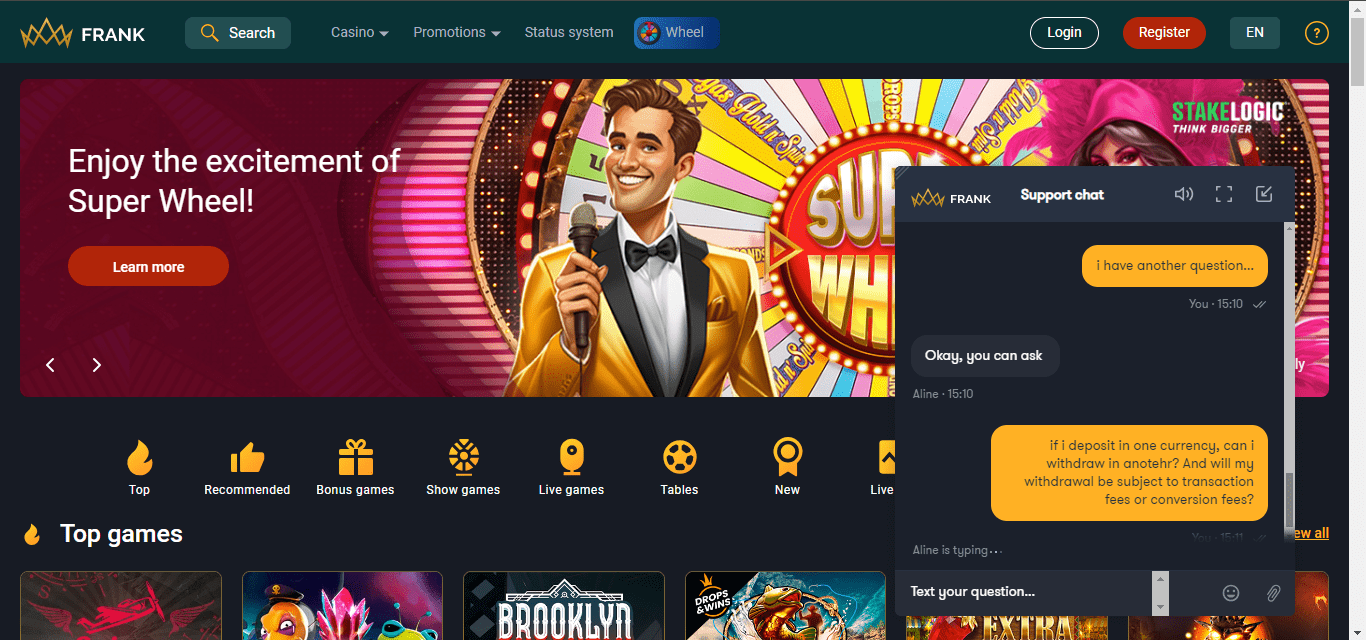 FRANK
Search
Casino
Promotions
Status system
Wheel
Login
Register
EN
?
Enjoy the excitement of
Super Wheel!
Learn more
STAKELOGIC
THINK BIGGER
DROPS
FRANK
Support chat
i have another question...
You · 15:10
Okay, you can ask
Aline · 15:10
if i deposit in one currency, can i
withdraw in anotehr? And will my
withdrawal be subject to transaction
fees or conversion fees?
You · 15:11
Aline is typing...
Text your question...
Top
Recommended
Bonus games
Show games
Live games
Tables
New
Live
Top games
ew all
BROOKLYN
DROPS
&WINS
EXTRA